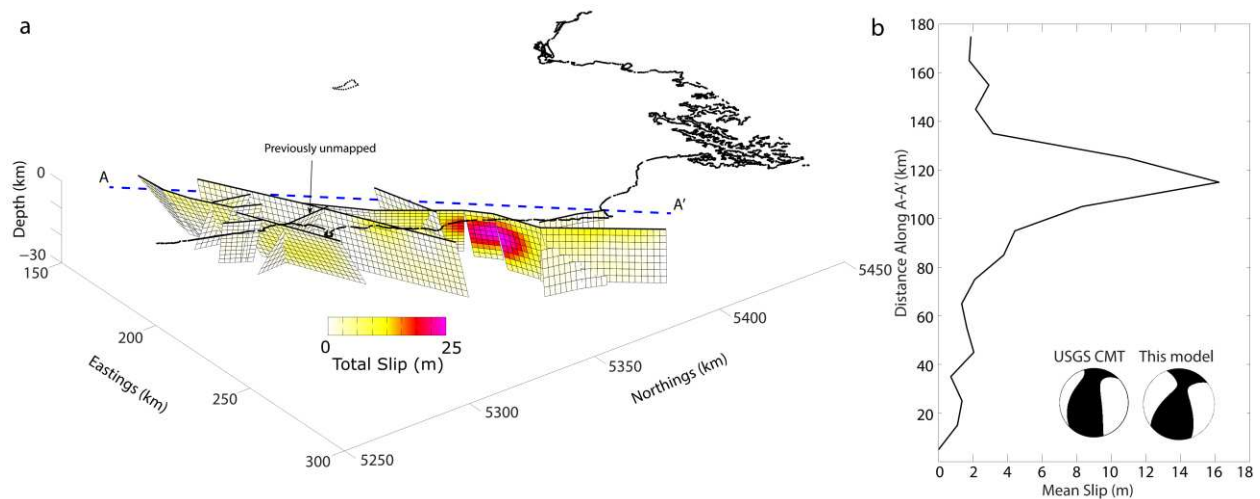 a
Previously unmapped
A
A'
0
−30
Depth (km)
150
200
250
300
Eastings (km)
5250
5300
5350
5400
5450
Northings (km)
0
25
Total Slip (m)
b
180
160
140
120
100
80
60
40
20
Distance Along A-A' (km)
USGS CMT
This model
0 2 4 6 8 10 12 14 16 18
Mean Slip (m)